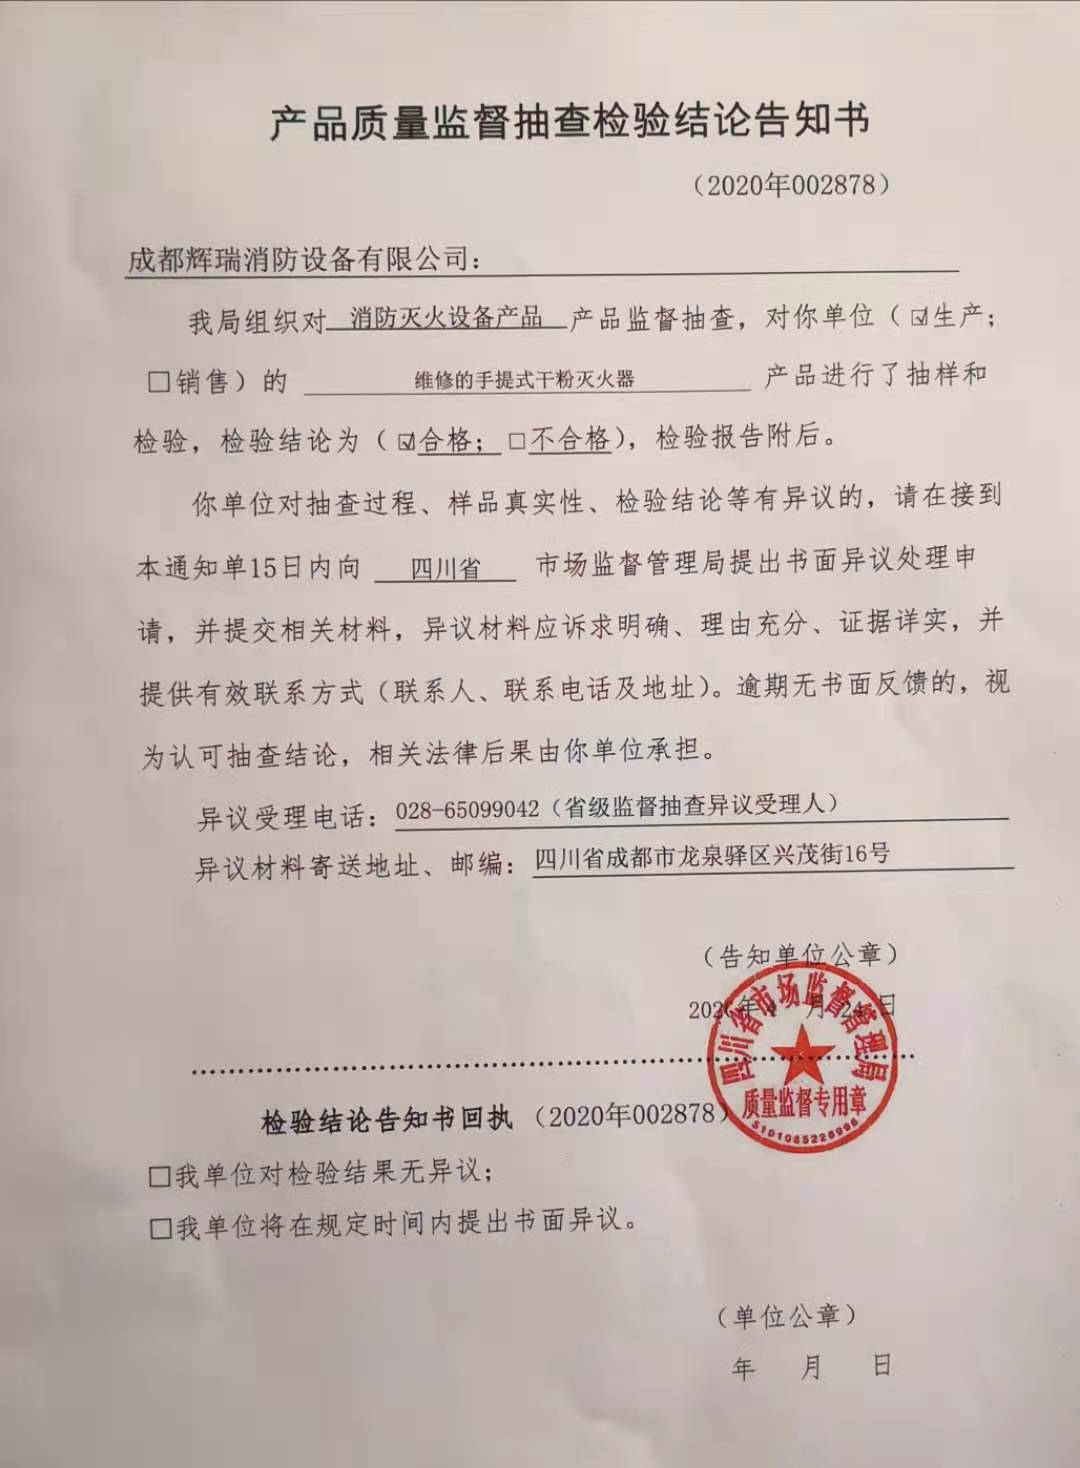 产品质量监督抽查检验结论告知书
（2020年002878）
成都辉瑞消防设备有限公司：
我局组织对 消防灭火设备产品 产品监督抽查，对你单位（☑生产；
□销售）的 维修的手提式干粉灭火器 产品进行了抽样和
检验，检验结论为（☑合格；□不合格），检验报告附后。
你单位对抽查过程、样品真实性、检验结论等有异议的，请在接到
本通知单15日内向 四川省 市场监督管理局提出书面异议处理申
请，并提交相关材料，异议材料应诉求明确、理由充分、证据详实，并
提供有效联系方式（联系人、联系电话及地址）。逾期无书面反馈的，视
为认可抽查结论，相关法律后果由你单位承担。
异议受理电话：028-65099042（省级监督抽查异议受理人）
异议材料寄送地址、邮编：四川省成都市龙泉驿区兴茂街16号
（告知单位公章）
年 月 24日
四川省市场监督管理局
质量监督专用章
检验结论告知书回执（2020年002878）
□我单位对检验结果无异议；
□我单位将在规定时间内提出书面异议。
（单位公章）
年 月 日